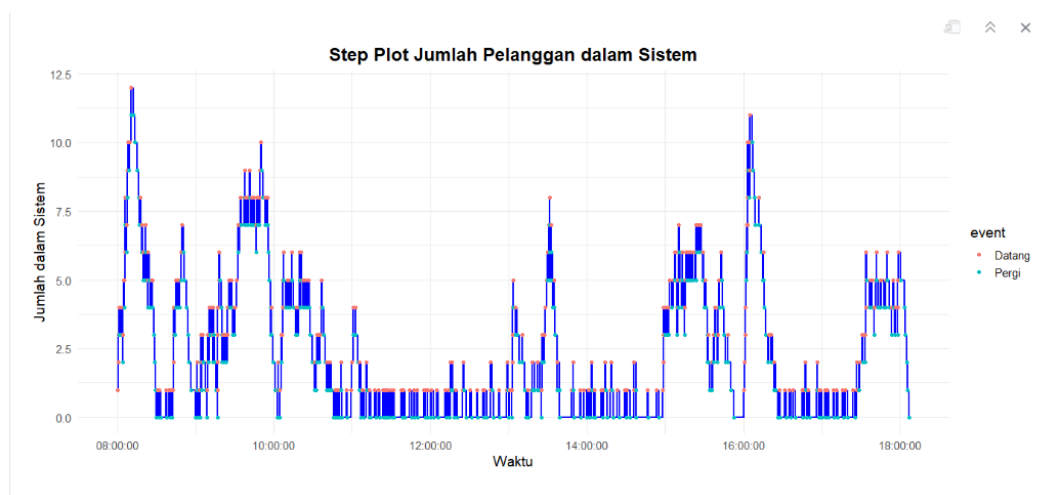 Step Plot Jumlah Pelanggan dalam Sistem
12.5
10.0
7.5
5.0
2.5
0.0
Jumlah dalam Sistem
08:00:00 10:00:00 12:00:00 14:00:00 16:00:00 18:00:00
Waktu
event
Datang
Pergi